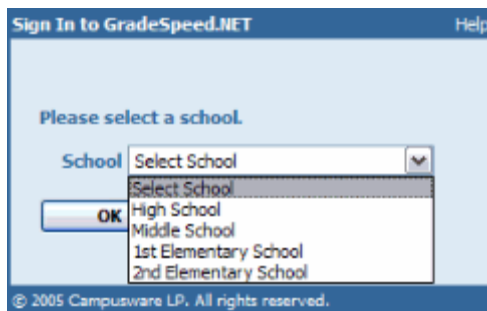 Sign In to GradeSpeed.NET Help
Please select a school.
School Select School
Select School
High School
OK
Middle School
1st Elementary School
2nd Elementary School
© 2005 Campusware LP. All rights reserved.